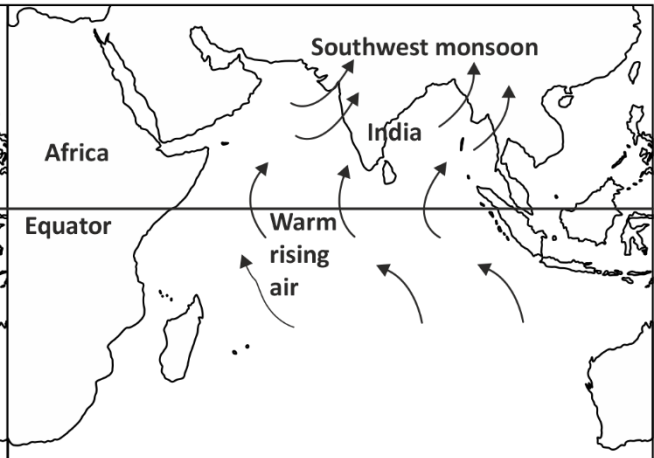 Southwest monsoon
India
Africa
Equator
Warm
rising
air